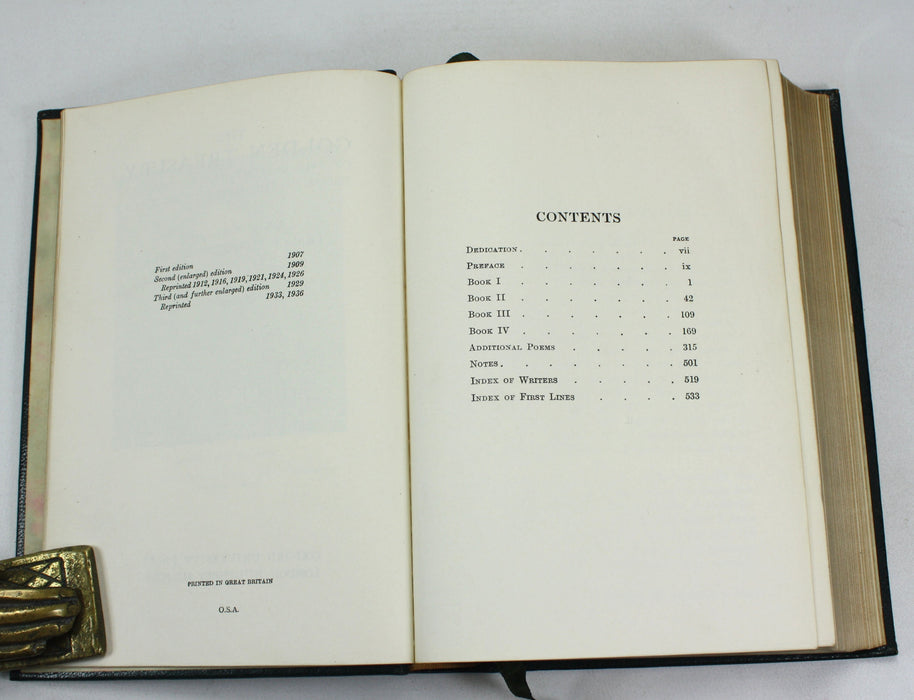 First edition 1907
Second (enlarged) edition 1909
Reprinted 1912, 1916, 1919, 1921, 1924, 1926
Third (and further enlarged) edition 1929
Reprinted 1933, 1936
PRINTED IN GREAT BRITAIN
O.S.A.
CONTENTS
PAGE
DEDICATION . . . . . . . vii
PREFACE . . . . . . . ix
BOOK I . . . . . . . 1
BOOK II . . . . . . . 42
BOOK III . . . . . . . 109
BOOK IV . . . . . . . 169
ADDITIONAL POEMS . . . . . 315
NOTES . . . . . . . . 501
INDEX OF WRITERS . . . . . 519
INDEX OF FIRST LINES . . . . 533